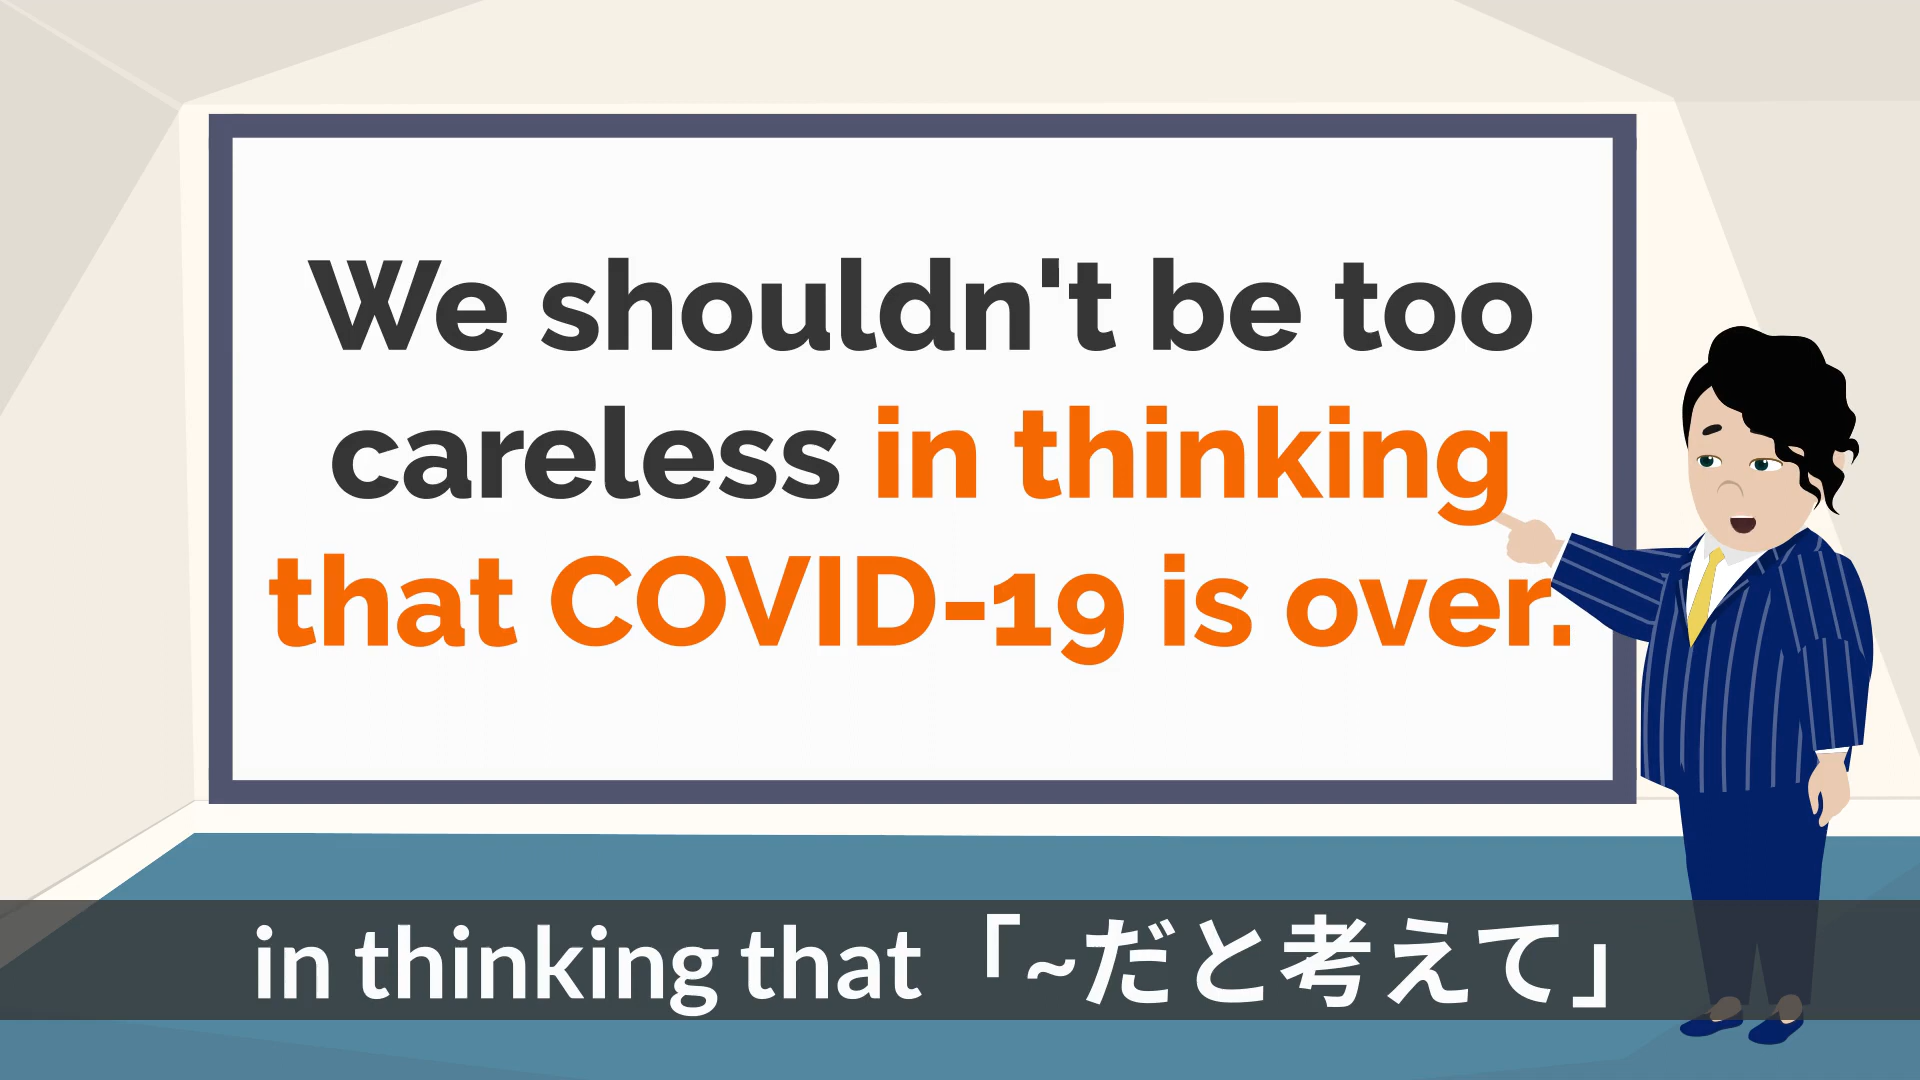 We shouldn't be too
careless in thinking
that COVID-19 is over.
in thinking that「~だと考えて」